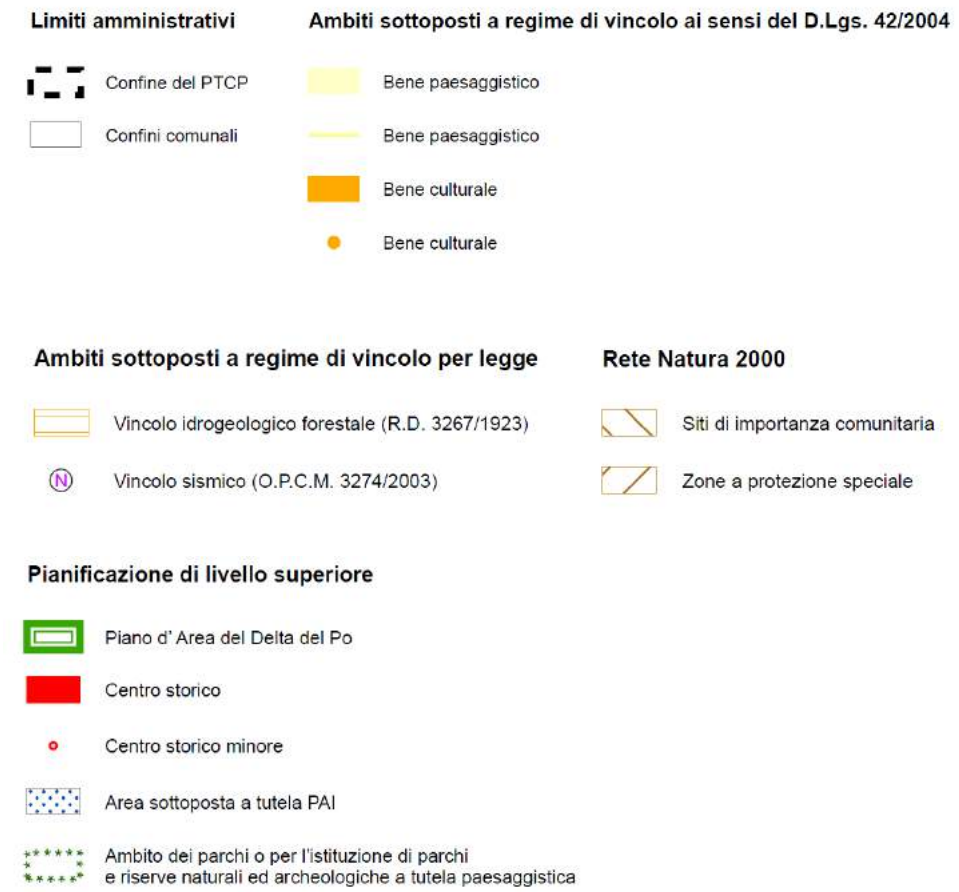 Limiti amministrativi
Confine del PTCP
Confini comunali
Ambiti sottoposti a regime di vincolo ai sensi del D.Lgs. 42/2004
Bene paesaggistico
Bene paesaggistico
Bene culturale
Bene culturale
Ambiti sottoposti a regime di vincolo per legge
Vincolo idrogeologico forestale (R.D. 3267/1923)
N Vincolo sismico (O.P.C.M. 3274/2003)
Rete Natura 2000
Siti di importanza comunitaria
Zone a protezione speciale
Pianificazione di livello superiore
Piano d' Area del Delta del Po
Centro storico
Centro storico minore
Area sottoposta a tutela PAI
Ambito dei parchi o per l'istituzione di parchi
e riserve naturali ed archeologiche a tutela paesaggistica